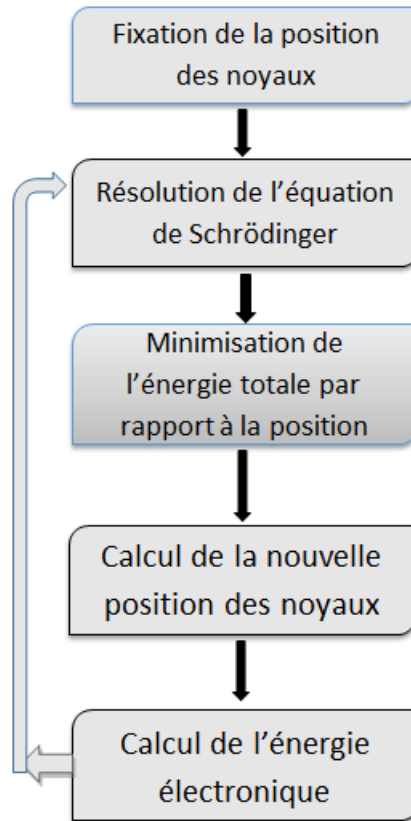 Fixation de la position
des noyaux
Résolution de l'équation
de Schrödinger
Minimisation de
l'énergie totale par
rapport à la position
Calcul de la nouvelle
position des noyaux
Calcul de l'énergie
électronique